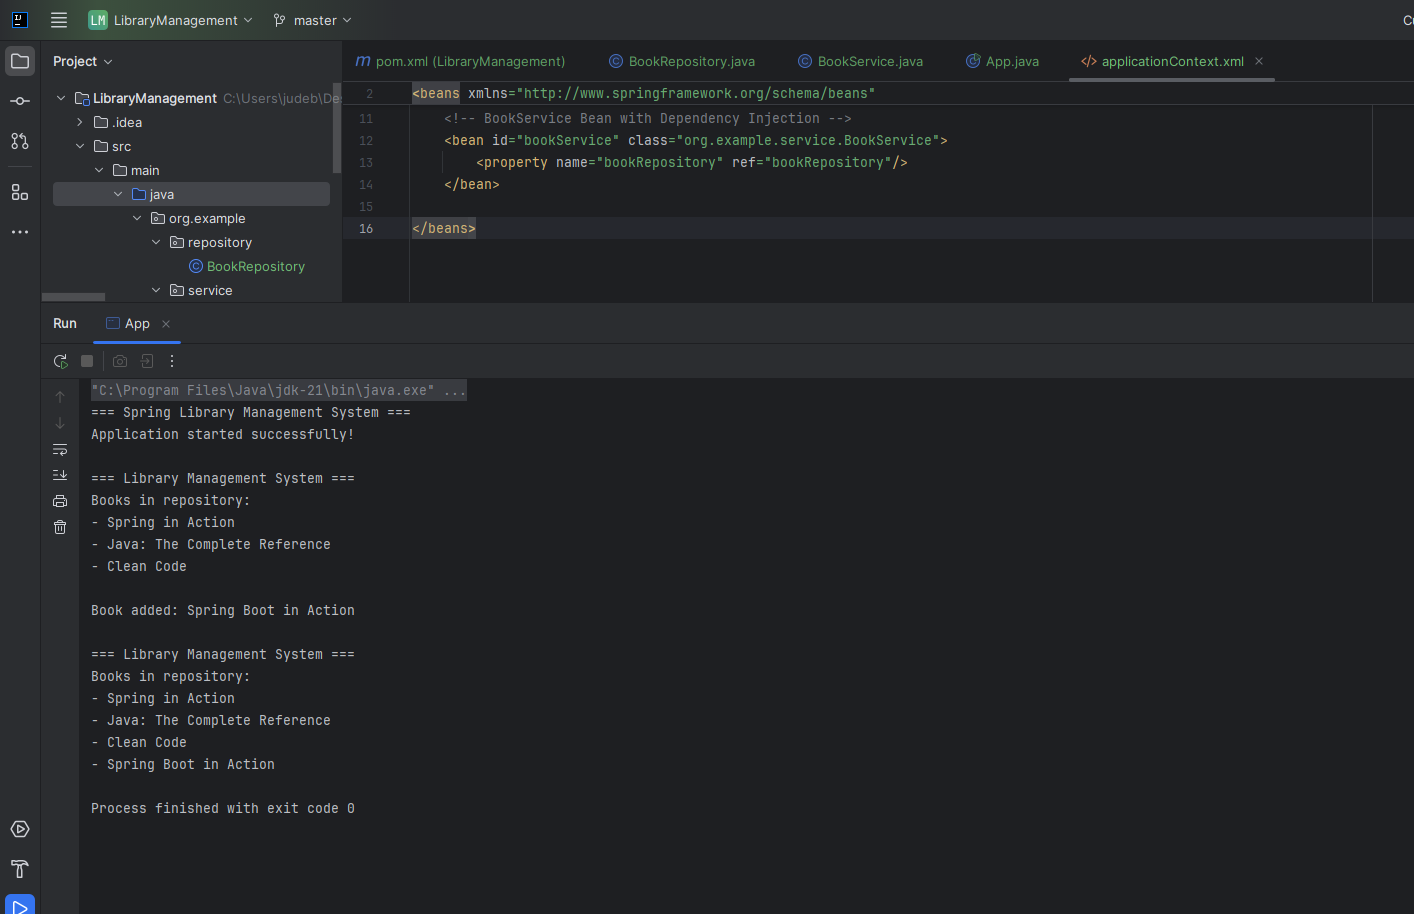 LM LibraryManagement master
Project
pom.xml (LibraryManagement) BookRepository.java BookService.java App.java applicationContext.xml
LibraryManagement C:\Users\judeb\De
.idea
src
main
java
org.example
repository
BookRepository
service
2 <beans xmlns="http://www.springframework.org/schema/beans"
11 <!-- BookService Bean with Dependency Injection -->
12 <bean id="bookService" class="org.example.service.BookService">
13 <property name="bookRepository" ref="bookRepository"/>
14 </bean>
15
16 </beans>
Run App
"C:\Program Files\Java\jdk-21\bin\java.exe" ...
=== Spring Library Management System ===
Application started successfully!
=== Library Management System ===
Books in repository:
- Spring in Action
- Java: The Complete Reference
- Clean Code
Book added: Spring Boot in Action
=== Library Management System ===
Books in repository:
- Spring in Action
- Java: The Complete Reference
- Clean Code
- Spring Boot in Action
Process finished with exit code 0